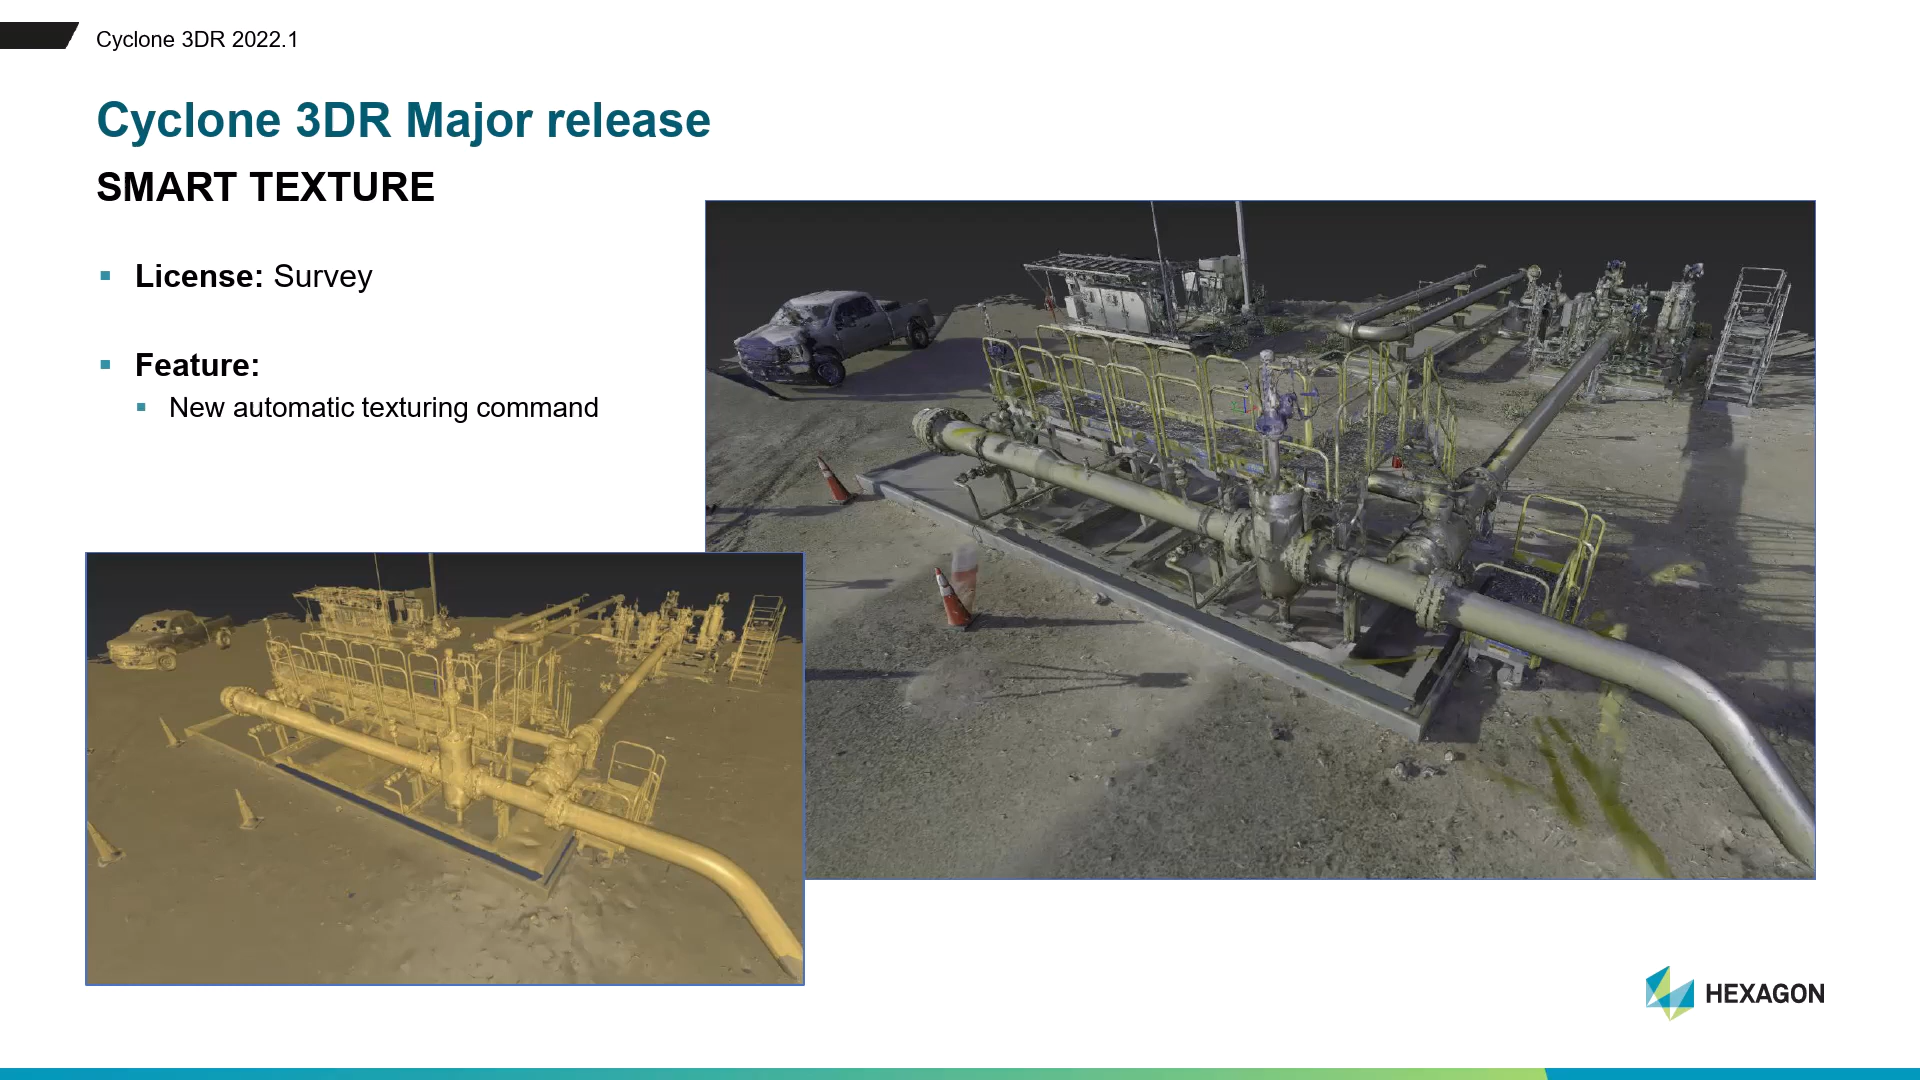 Cyclone 3DR 2022.1
Cyclone 3DR Major release
SMART TEXTURE
License: Survey
Feature:
New automatic texturing command
HEXAGON